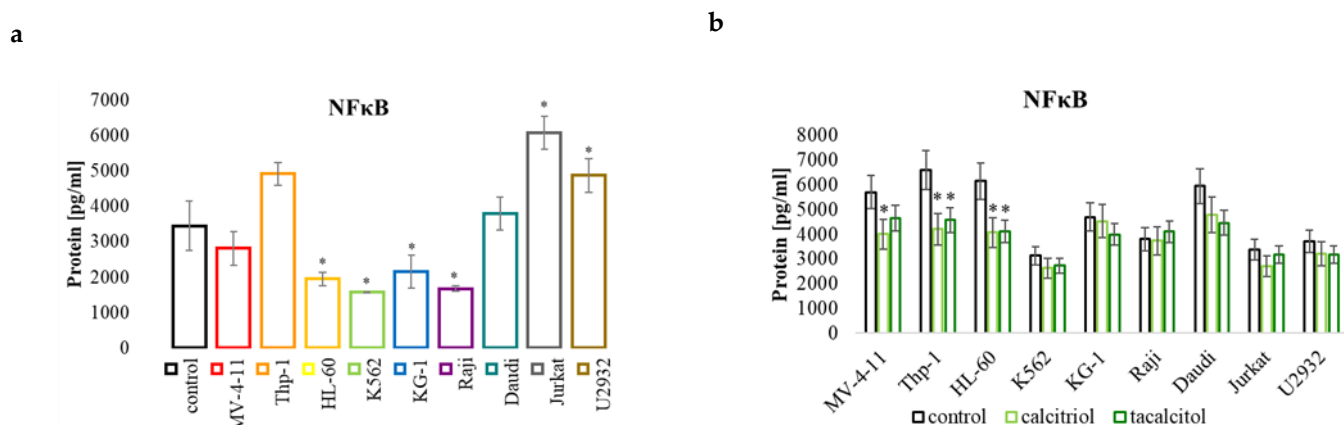 a
NFκB
Protein [pg/ml]
7000
6000
5000
4000
3000
2000
1000
0
*
*
*
*
*
*
control
MV-4-11
Thp-1
HL-60
K562
KG-1
Raji
Daudi
Jurkat
U2932
b
NFκB
Protein [pg/ml]
8000
7000
6000
5000
4000
3000
2000
1000
0
*
* *
**
MV-4-11
Thp-1
HL-60
K562
KG-1
Raji
Daudi
Jurkat
U2932
control calcitriol tacalcitol